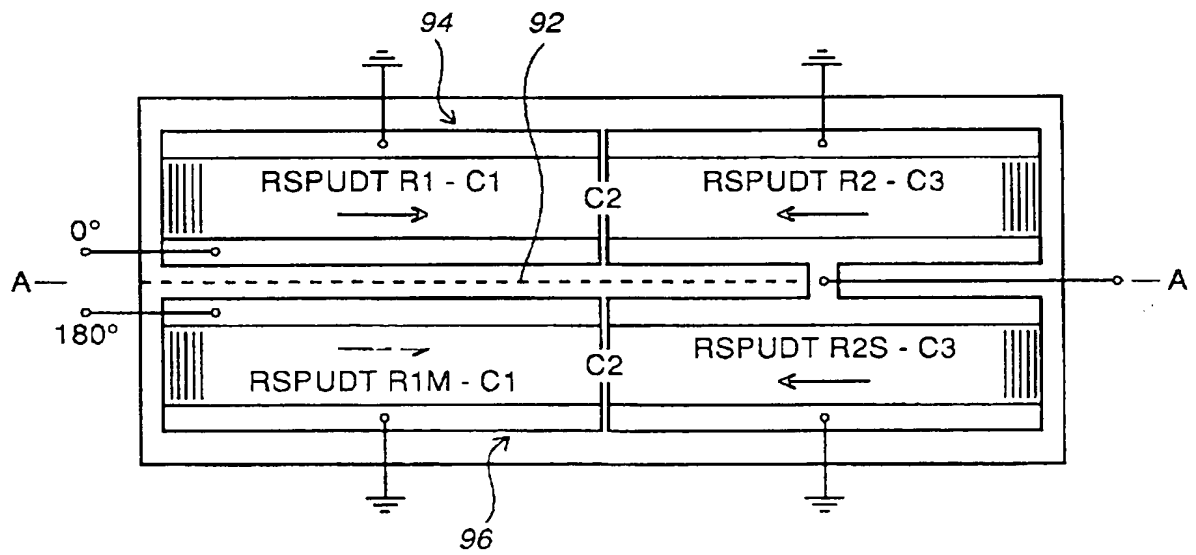 94
92
RSPUDT R1 - C1
C2
RSPUDT R2 - C3
0°
A
A
180°
C2
RSPUDT R2S - C3
RSPUDT R1M - C1
96